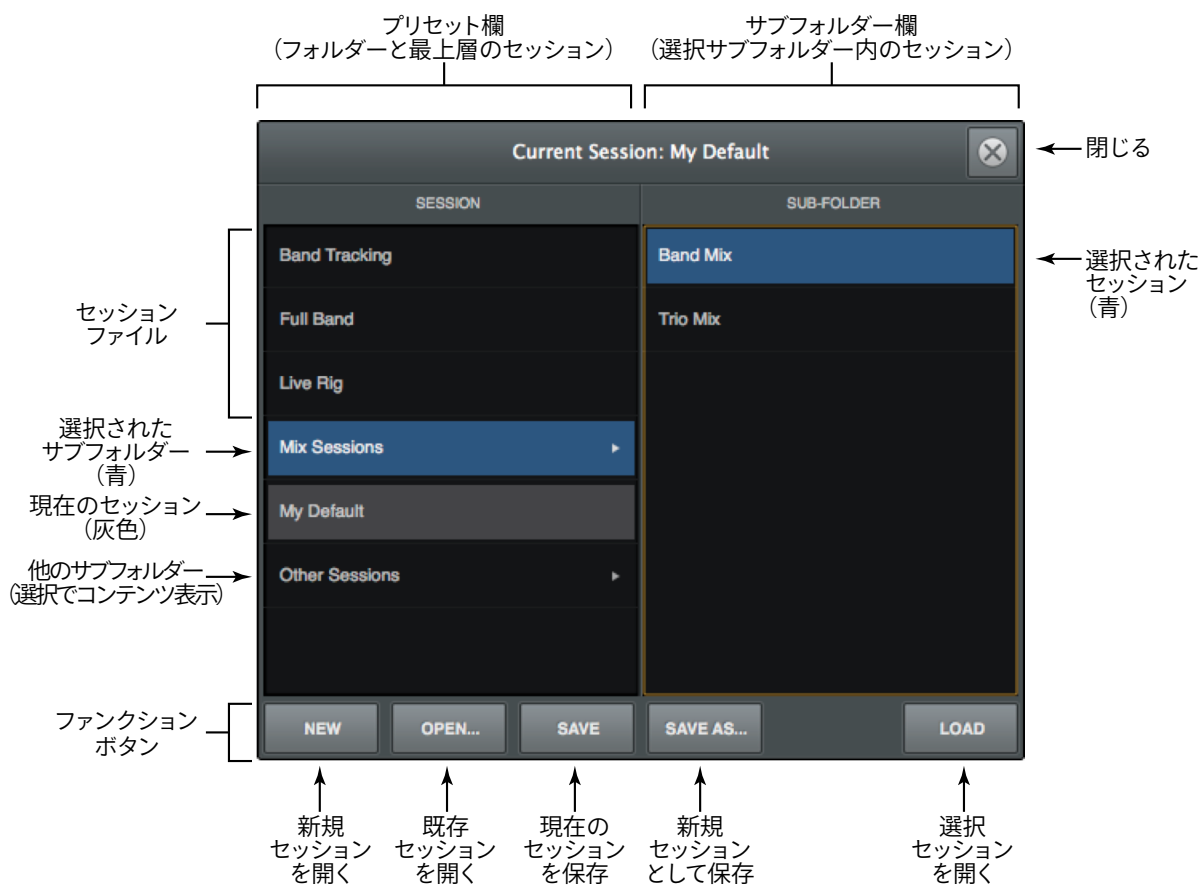 プリセット欄
（フォルダーと最上層のセッション）
サブフォルダー欄
（選択サブフォルダー内のセッション）
Current Session: My Default
閉じる
SESSION
SUB-FOLDER
Band Tracking
Full Band
Live Rig
Mix Sessions
My Default
Other Sessions
Band Mix
Trio Mix
選択された
セッション
（青）
セッション
ファイル
選択された
サブフォルダー
（青）
現在のセッション
（灰色）
他のサブフォルダー
（選択でコンテンツ表示）
ファンクション
ボタン
NEW
OPEN...
SAVE
SAVE AS...
LOAD
新規
セッション
を開く
既存
セッション
を開く
現在の
セッション
を保存
新規
セッション
として保存
選択
セッション
を開く